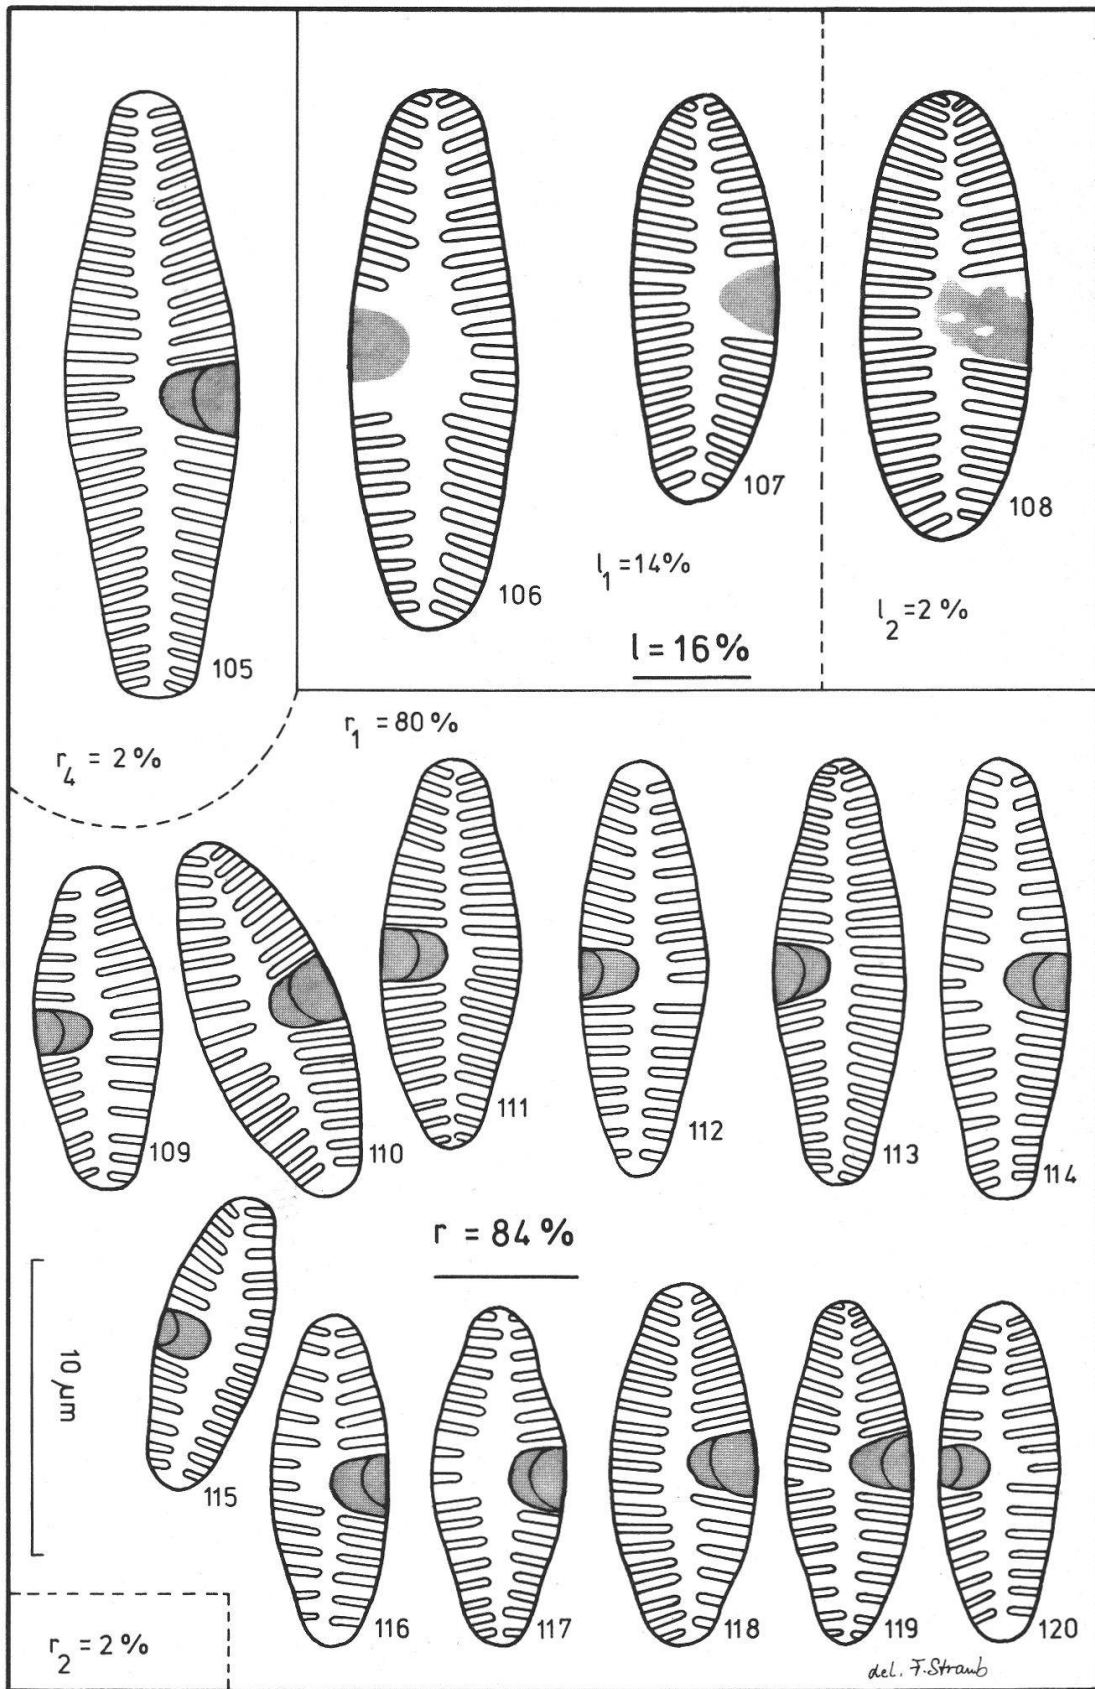 105
r4 = 2%
106
107
l1 = 14%
l = 16%
108
l2 = 2%
r1 = 80%
109
110
111
112
113
114
r = 84%
10 µm
115
116
117
118
119
120
r2 = 2%
del. F. Straub